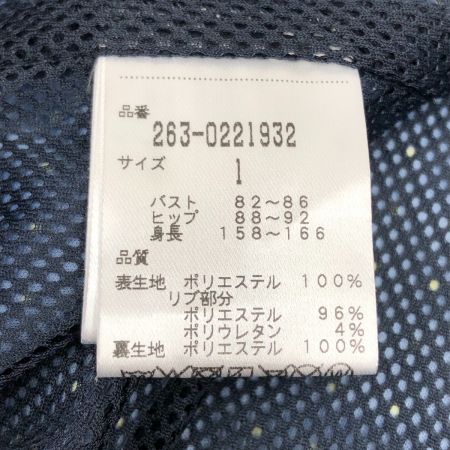 品番
263-0221932
サイズ
1
バスト 82～86
ヒップ 88～92
身長 158～166
品質
表生地 ポリエステル 100%
リブ部分
ポリエステル 96%
ポリウレタン 4%
裏生地 ポリエステル 100%